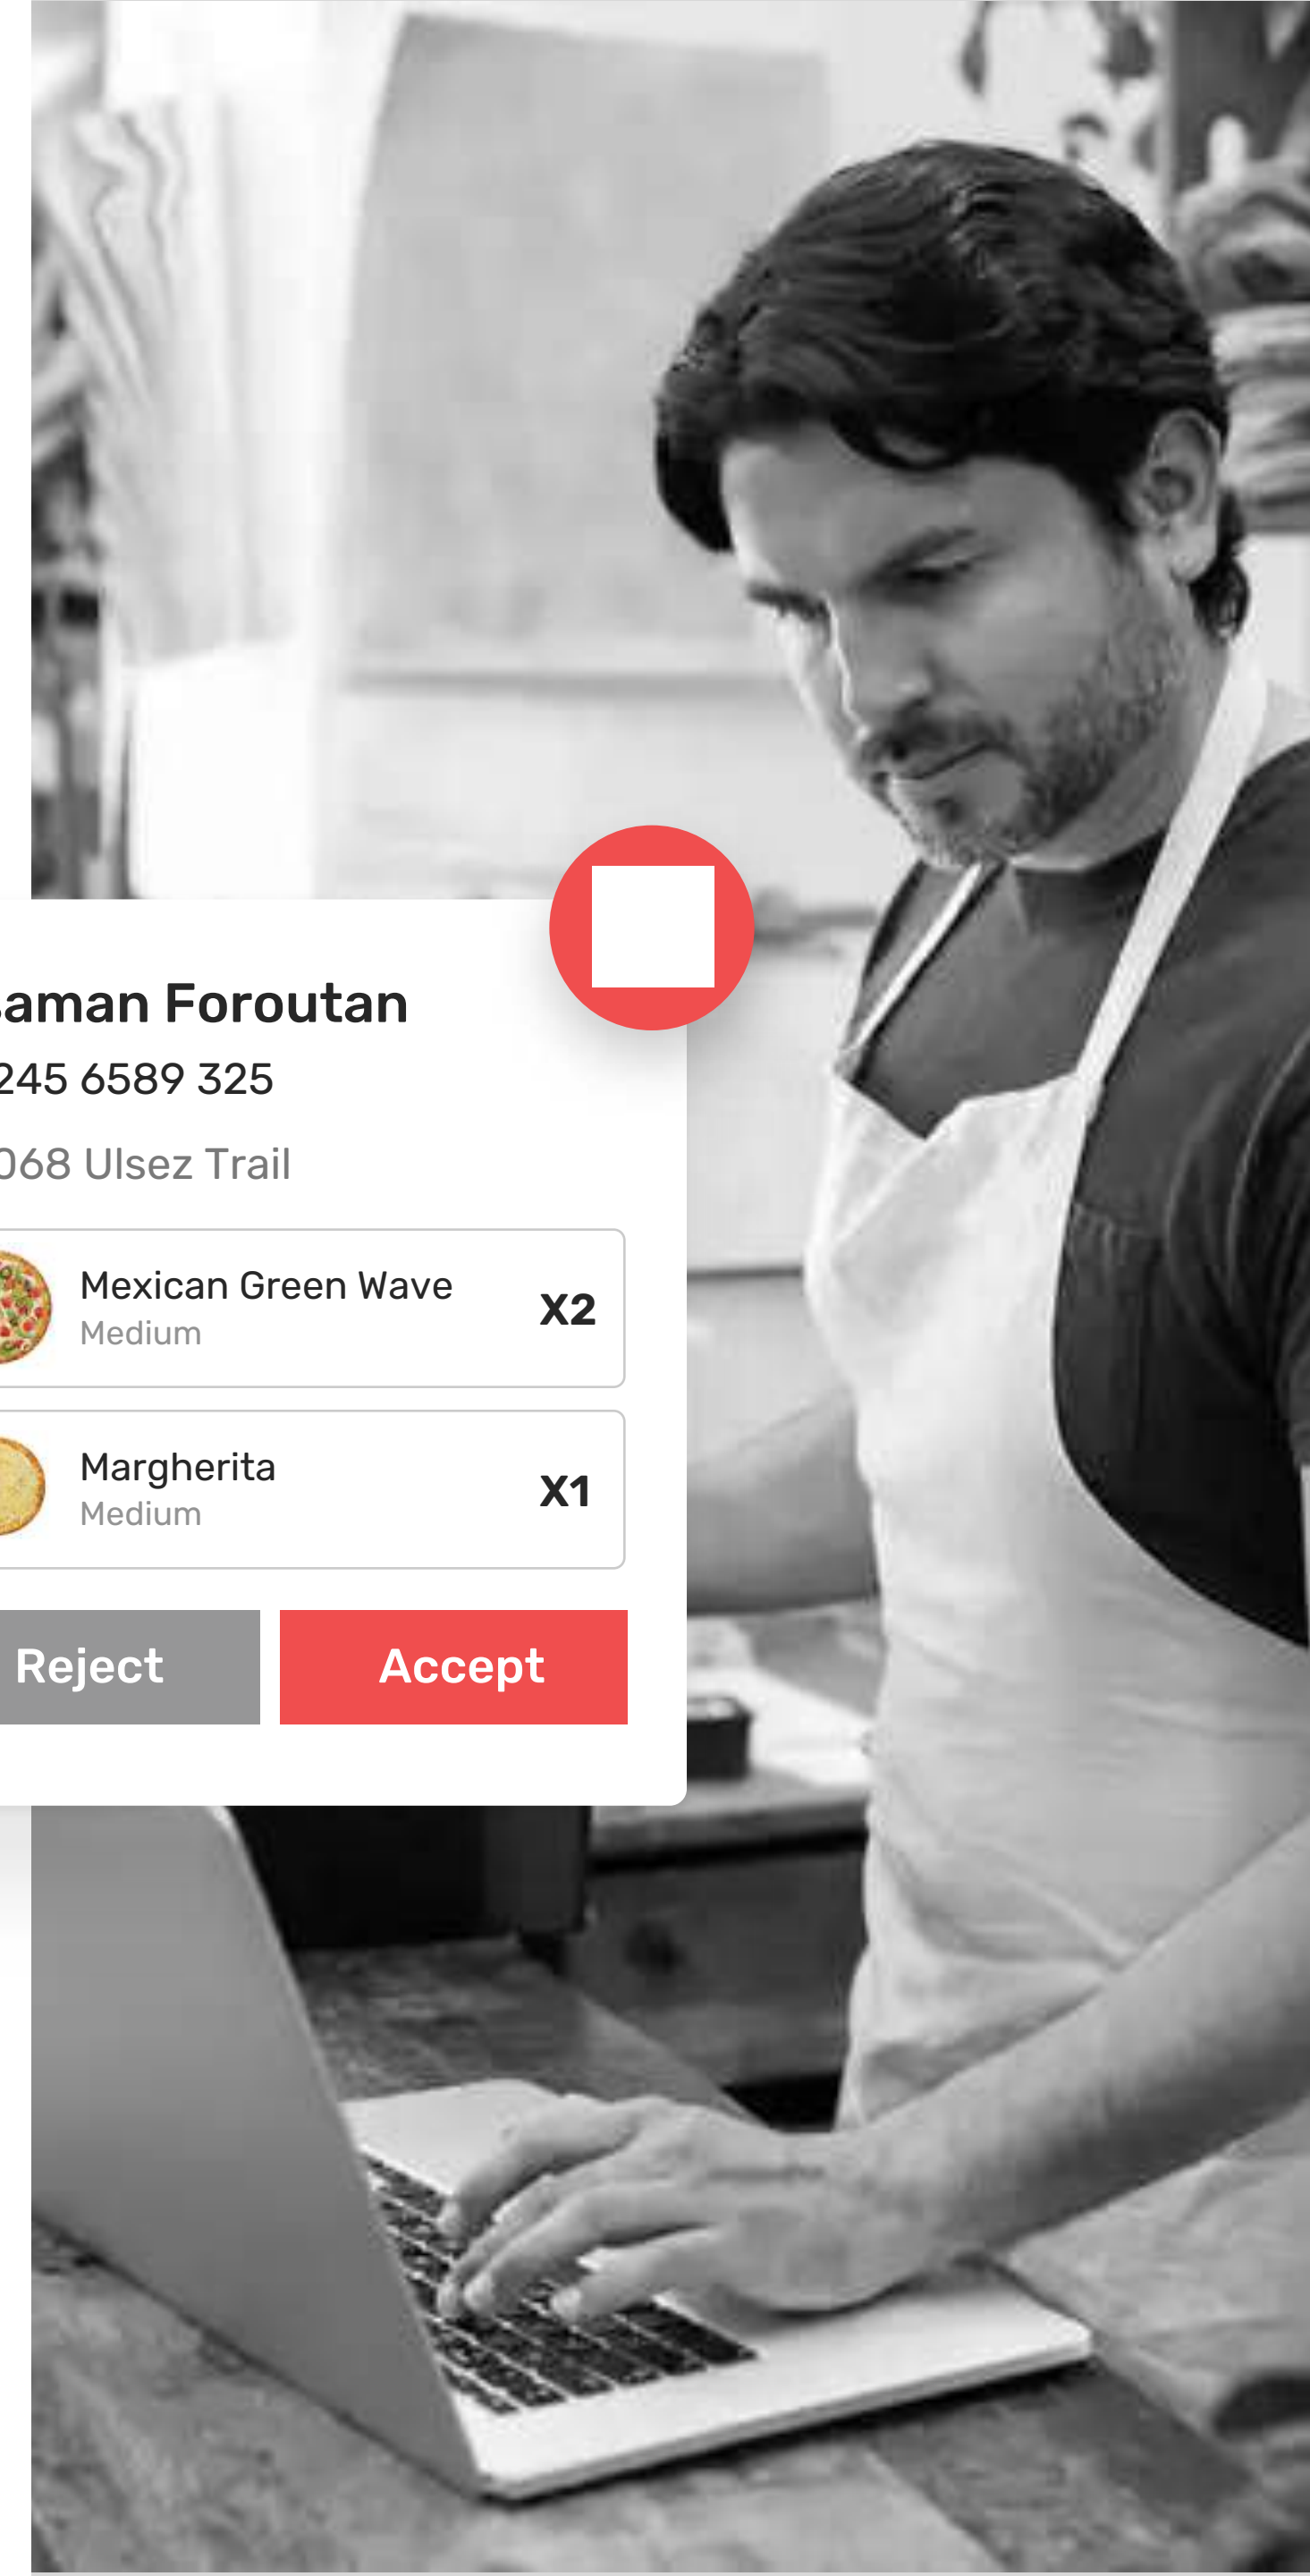 aman Foroutan
245 6589 325
068 Ulsez Trail
Mexican Green Wave
Medium
X2
Margherita
Medium
X1
Reject
Accept